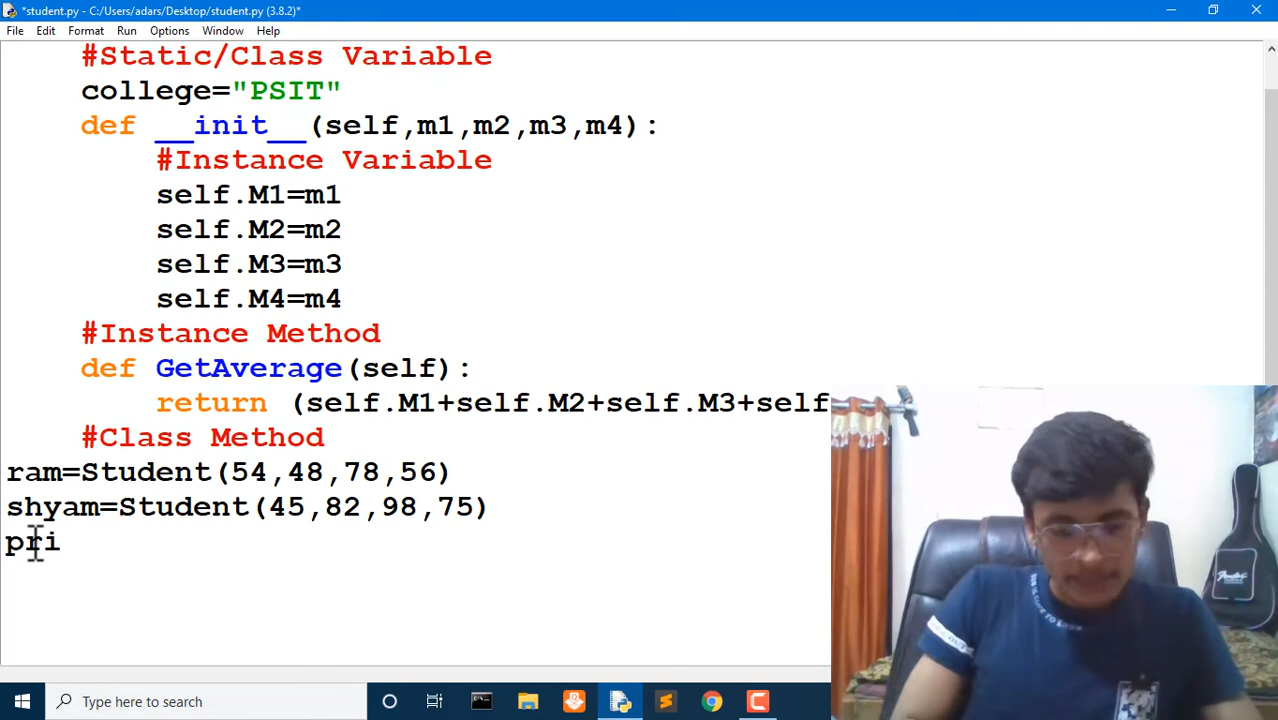 *student.py - C:/Users/adars/Desktop/student.py (3.8.2)*
File Edit Format Run Options Window Help
#Static/Class Variable
college="PSIT"
def __init__(self,m1,m2,m3,m4):
#Instance Variable
self.M1=m1
self.M2=m2
self.M3=m3
self.M4=m4
#Instance Method
def GetAverage(self):
return (self.M1+self.M2+self.M3+self
#Class Method
ram=Student(54,48,78,56)
shyam=Student(45,82,98,75)
pri
Fender
Type here to search